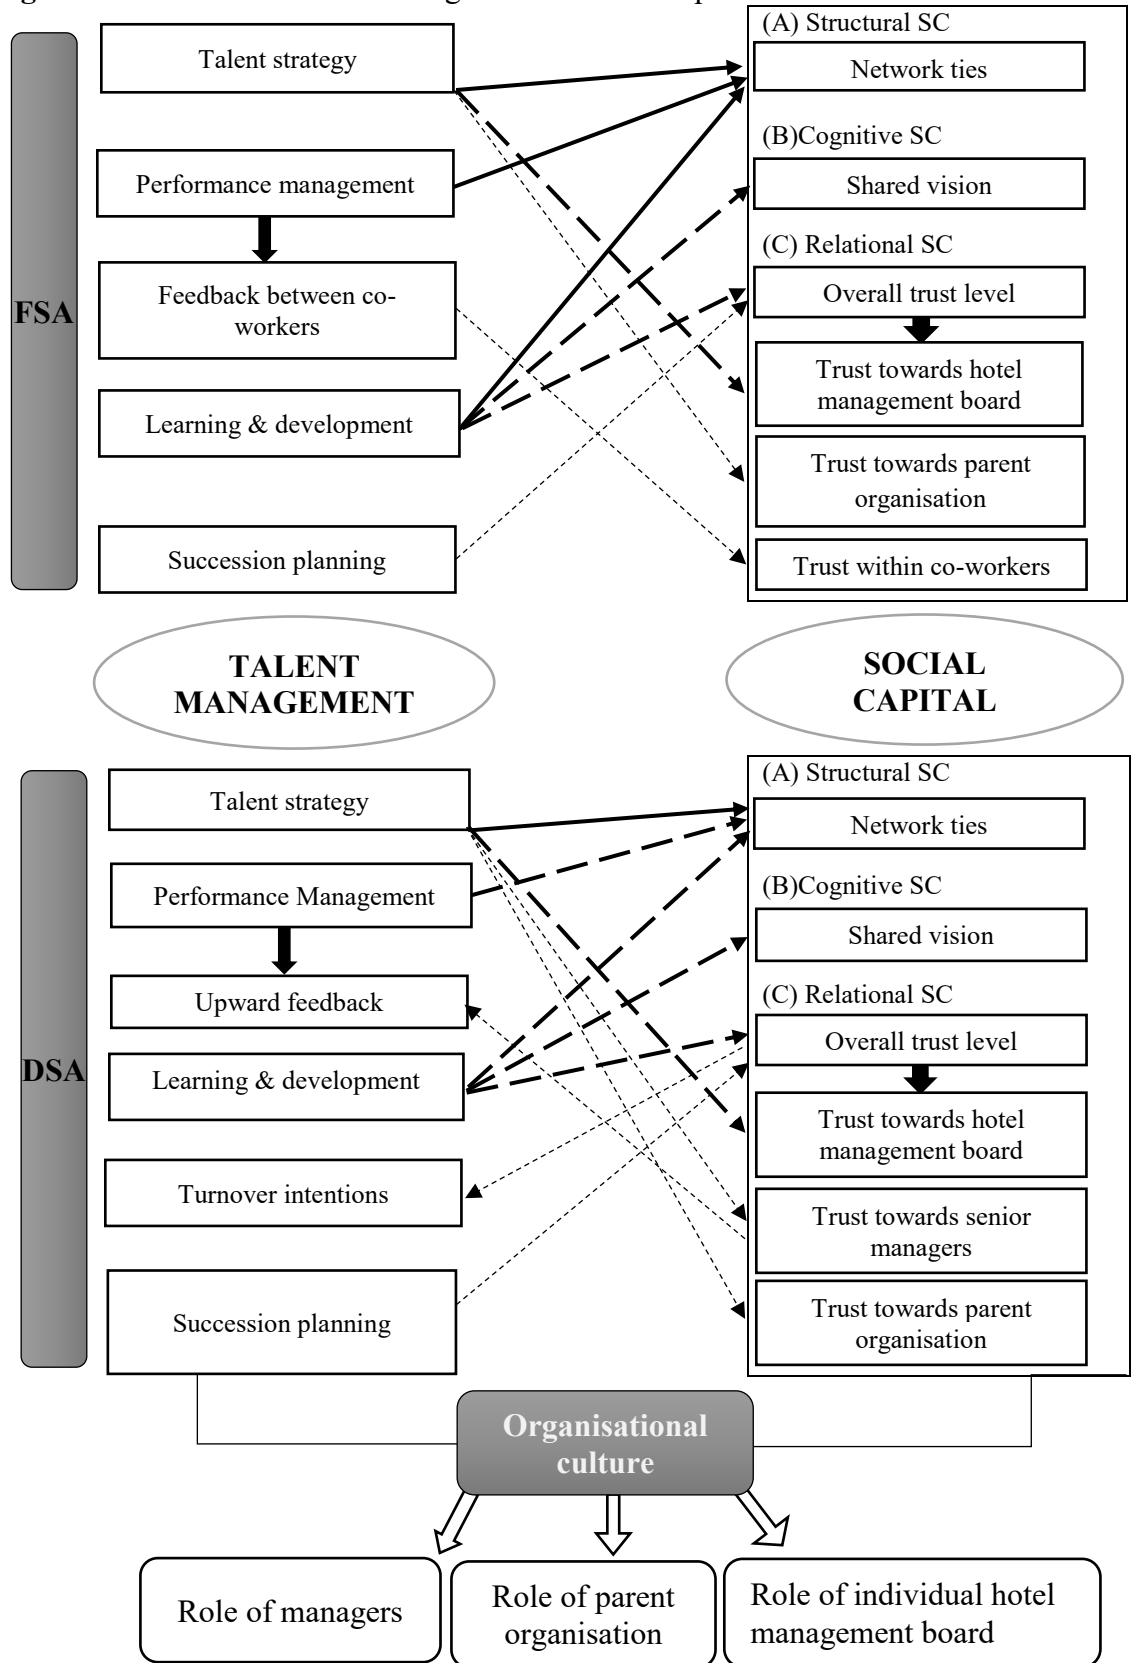 (A) Structural SC
Talent strategy
Network ties
(B)Cognitive SC
Performance management
Shared vision
(C) Relational SC
Feedback between co-
workers
Overall trust level
FSA
Trust towards hotel
management board
Learning & development
Trust towards parent
organisation
Succession planning
Trust within co-workers
TALENT
MANAGEMENT
SOCIAL
CAPITAL
(A) Structural SC
Talent strategy
Network ties
(B)Cognitive SC
Performance Management
Shared vision
(C) Relational SC
Upward feedback
Overall trust level
DSA
Learning & development
Trust towards hotel
management board
Turnover intentions
Trust towards senior
managers
Succession planning
Trust towards parent
organisation
Organisational
culture
Role of managers
Role of parent
organisation
Role of individual hotel
management board